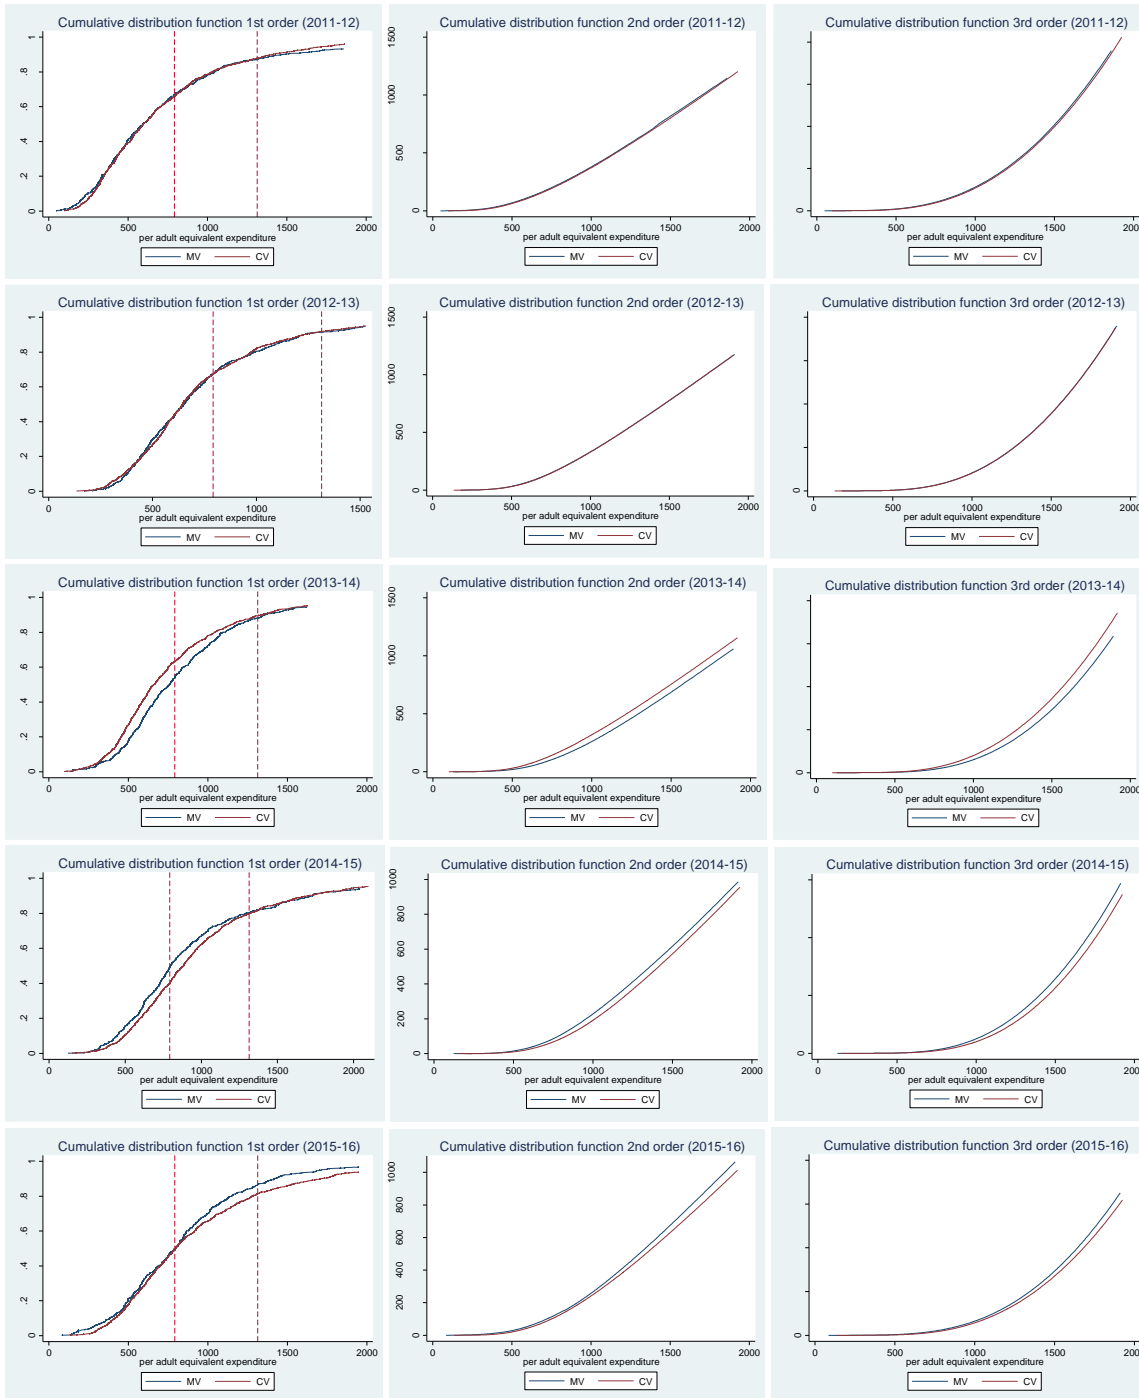 Cumulative distribution function 1st order (2011-12)
0 .2 .4 .6 .8 1
0 500 1000 1500 2000
per adult equivalent expenditure
MV CV
Cumulative distribution function 2nd order (2011-12)
0 500 1000 1500
0 500 1000 1500 2000
per adult equivalent expenditure
MV CV
Cumulative distribution function 3rd order (2011-12)
0
0 500 1000 1500 2000
per adult equivalent expenditure
MV CV
Cumulative distribution function 1st order (2012-13)
0 .2 .4 .6 .8 1
0 500 1000 1500
per adult equivalent expenditure
MV CV
Cumulative distribution function 2nd order (2012-13)
0 500 1000 1500
0 500 1000 1500 2000
per adult equivalent expenditure
MV CV
Cumulative distribution function 3rd order (2012-13)
0
0 500 1000 1500 2000
per adult equivalent expenditure
MV CV
Cumulative distribution function 1st order (2013-14)
0 .2 .4 .6 .8 1
0 500 1000 1500 2000
per adult equivalent expenditure
MV CV
Cumulative distribution function 2nd order (2013-14)
0 500 1000 1500
0 500 1000 1500 2000
per adult equivalent expenditure
MV CV
Cumulative distribution function 3rd order (2013-14)
0
0 500 1000 1500 2000
per adult equivalent expenditure
MV CV
Cumulative distribution function 1st order (2014-15)
0 .2 .4 .6 .8 1
0 500 1000 1500 2000
per adult equivalent expenditure
MV CV
Cumulative distribution function 2nd order (2014-15)
0 200 400 600 800 1000
0 500 1000 1500 2000
per adult equivalent expenditure
MV CV
Cumulative distribution function 3rd order (2014-15)
0
0 500 1000 1500 2000
per adult equivalent expenditure
MV CV
Cumulative distribution function 1st order (2015-16)
0 .2 .4 .6 .8 1
0 500 1000 1500 2000
per adult equivalent expenditure
MV CV
Cumulative distribution function 2nd order (2015-16)
0 200 400 600 800 1000
0 500 1000 1500 2000
per adult equivalent expenditure
MV CV
Cumulative distribution function 3rd order (2015-16)
0
0 500 1000 1500 2000
per adult equivalent expenditure
MV CV